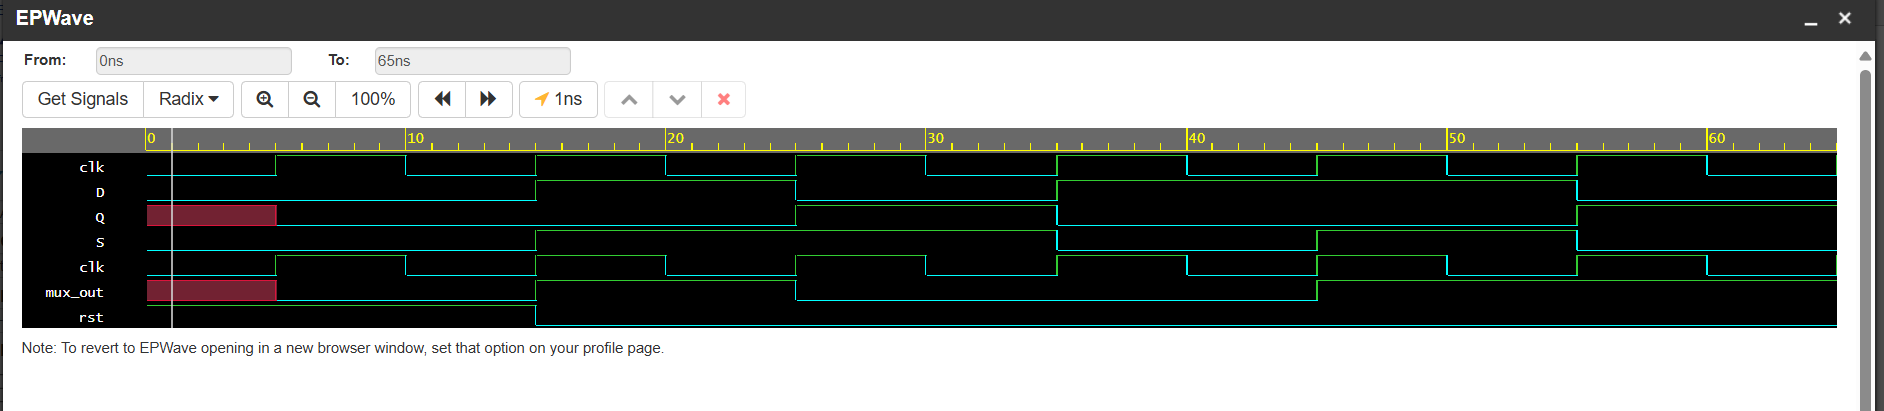 EPWave
From: 0ns To: 65ns
Get Signals Radix 100% 1ns
0 10 20 30 40 50 60
clk
D
Q
S
clk
mux_out
rst
Note: To revert to EPWave opening in a new browser window, set that option on your profile page.